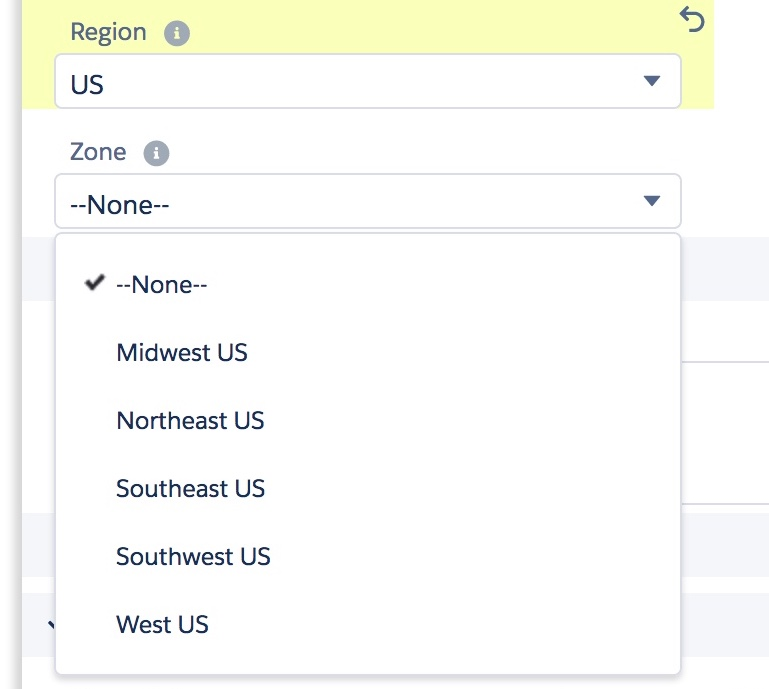 Region
US
Zone
--None--
--None--
Midwest US
Northeast US
Southeast US
Southwest US
West US